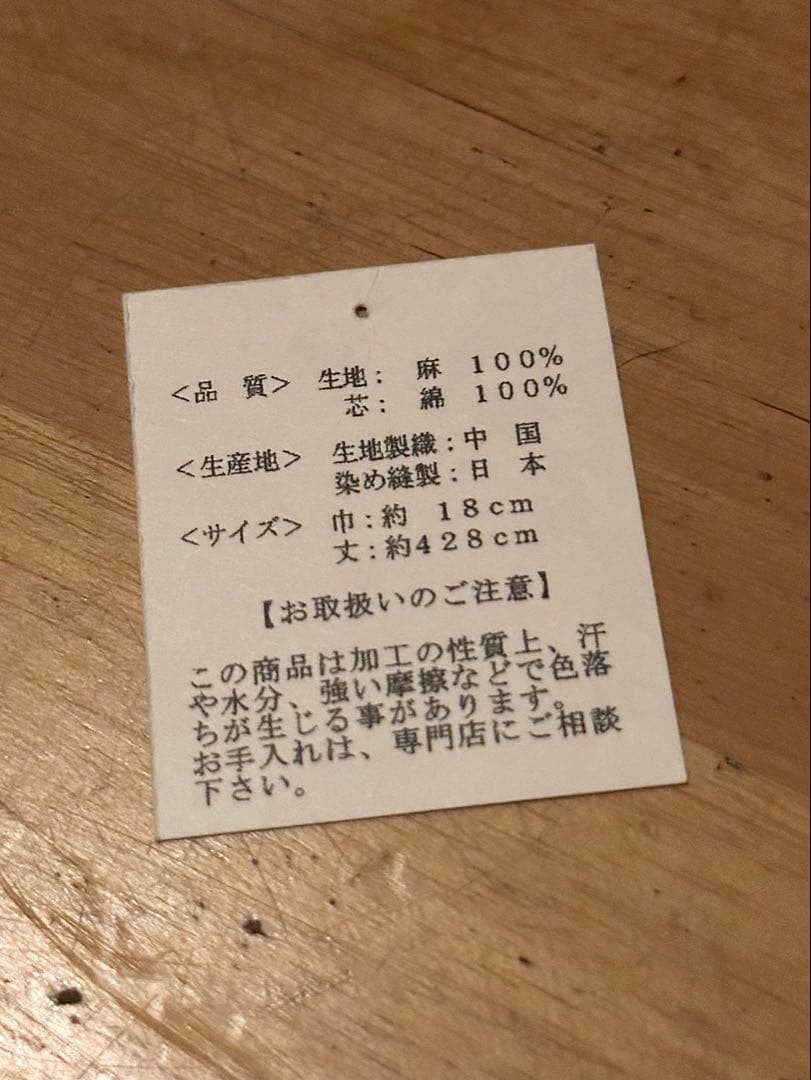 ＜品　質＞　生地：　麻　１００％
芯：　綿　１００％
＜生産地＞　生地製織：中　国
染め縫製：日　本
＜サイズ＞　巾：約　１８ｃｍ
丈：約４２８ｃｍ
【お取扱いのご注意】
この商品は加工の性質上、汗
や水分、強い摩擦などで色落
ちが生じる事があります。
お手入れは、専門店にご相談
下さい。